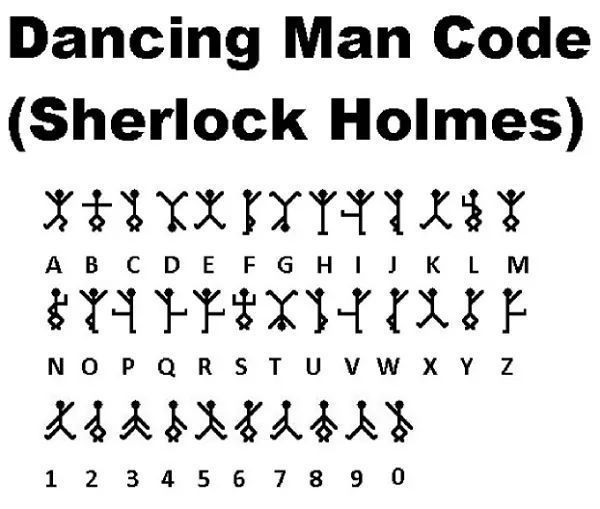 Dancing Man Code
(Sherlock Holmes)
A B C D E F G H I J K L M
N O P Q R S T U V W X Y Z
1 2 3 4 5 6 7 8 9 0